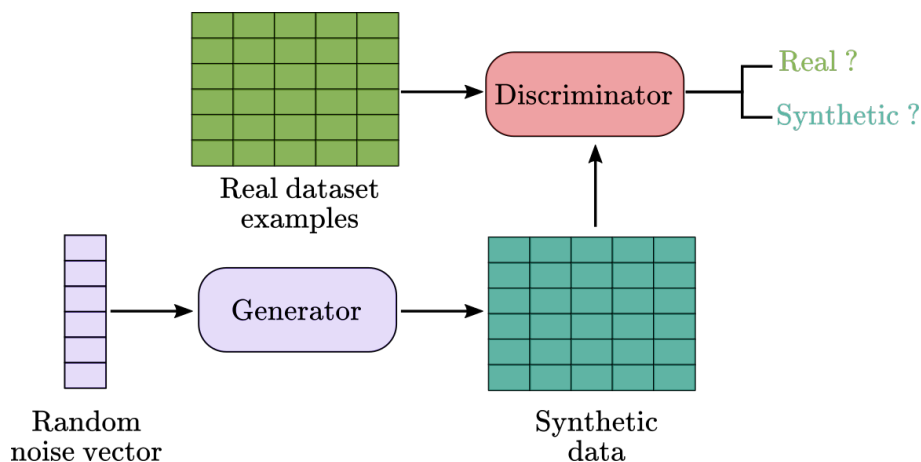 Real ?
Discriminator
Synthetic ?
Real dataset
examples
Generator
Random
noise vector
Synthetic
data